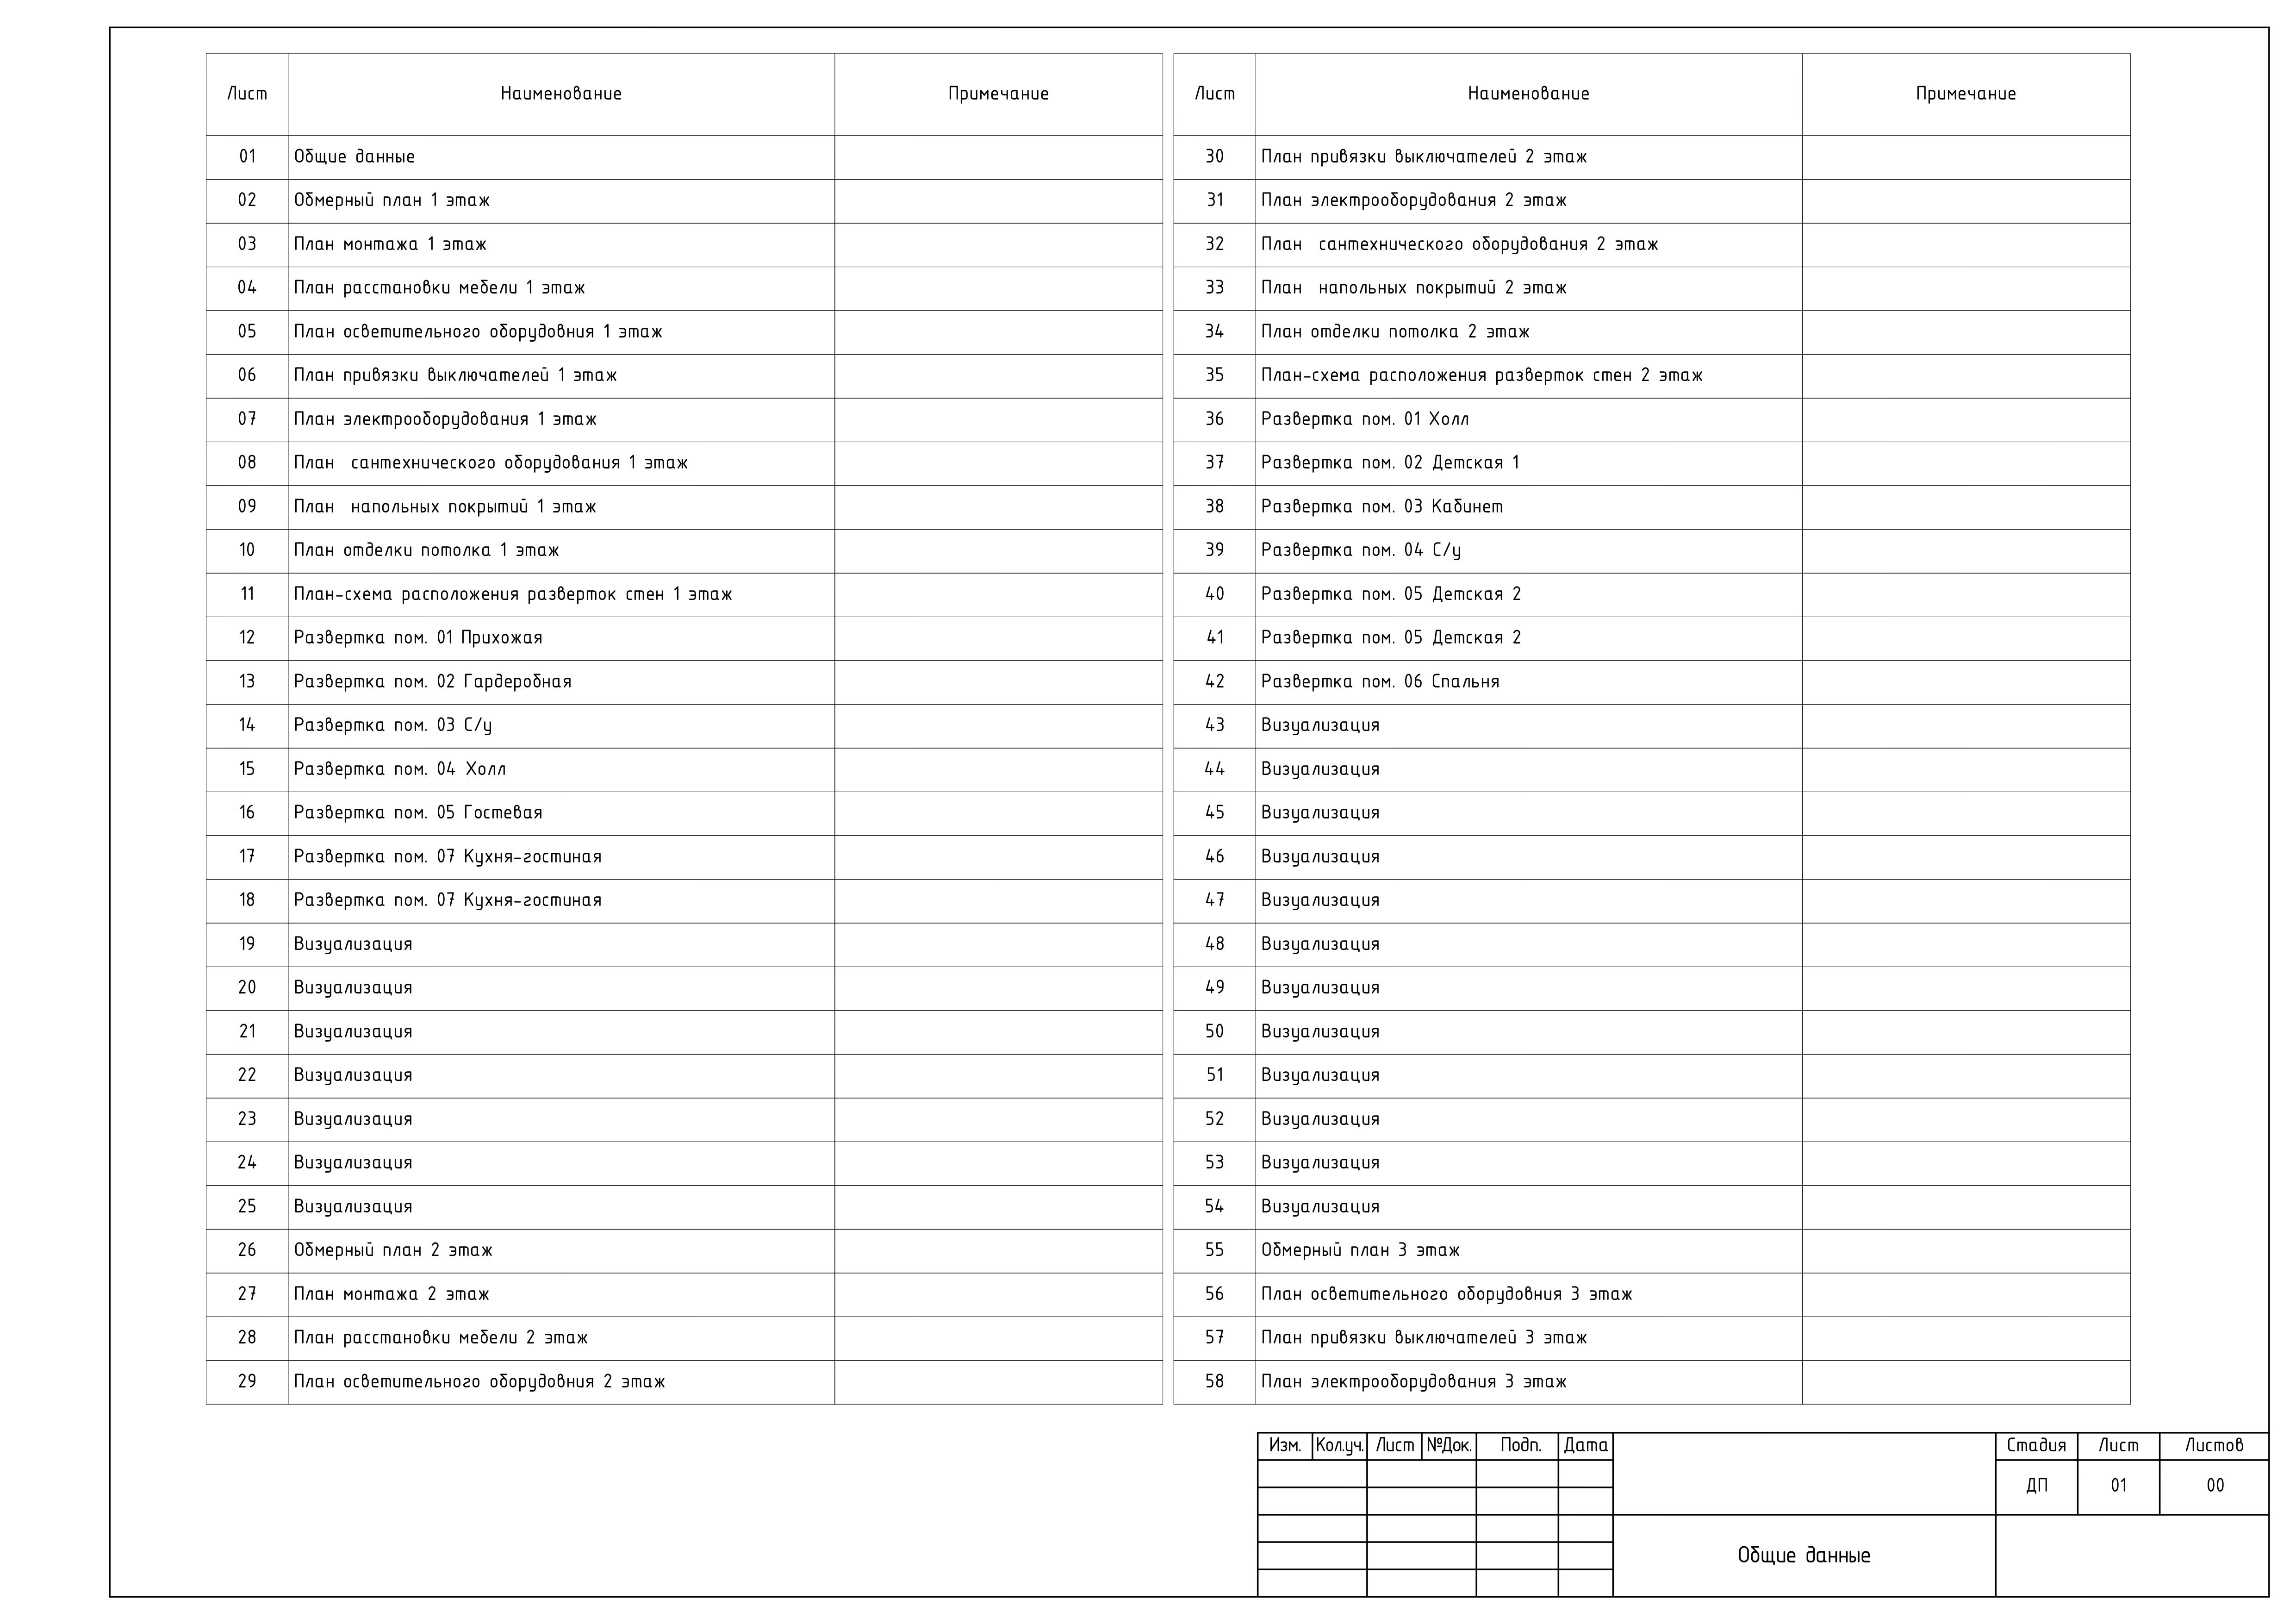 Лист Наименование Примечание
01 Общие данные
02 Обмерный план 1 этаж
03 План монтажа 1 этаж
04 План расстановки мебели 1 этаж
05 План осветительного оборудовния 1 этаж
06 План привязки выключателей 1 этаж
07 План электрооборудования 1 этаж
08 План  сантехнического оборудования 1 этаж
09 План  напольных покрытий 1 этаж
10 План отделки потолка 1 этаж
11 План-схема расположения разверток стен 1 этаж
12 Развертка пом. 01 Прихожая
13 Развертка пом. 02 Гардеробная
14 Развертка пом. 03 С/у
15 Развертка пом. 04 Холл
16 Развертка пом. 05 Гостевая
17 Развертка пом. 07 Кухня-гостиная
18 Развертка пом. 07 Кухня-гостиная
19 Визуализация
20 Визуализация
21 Визуализация
22 Визуализация
23 Визуализация
24 Визуализация
25 Визуализация
26 Обмерный план 2 этаж
27 План монтажа 2 этаж
28 План расстановки мебели 2 этаж
29 План осветительного оборудовния 2 этаж
Лист Наименование Примечание
30 План привязки выключателей 2 этаж
31 План электрооборудования 2 этаж
32 План  сантехнического оборудования 2 этаж
33 План  напольных покрытий 2 этаж
34 План отделки потолка 2 этаж
35 План-схема расположения разверток стен 2 этаж
36 Развертка пом. 01 Холл
37 Развертка пом. 02 Детская 1
38 Развертка пом. 03 Кабинет
39 Развертка пом. 04 С/у
40 Развертка пом. 05 Детская 2
41 Развертка пом. 05 Детская 2
42 Развертка пом. 06 Спальня
43 Визуализация
44 Визуализация
45 Визуализация
46 Визуализация
47 Визуализация
48 Визуализация
49 Визуализация
50 Визуализация
51 Визуализация
52 Визуализация
53 Визуализация
54 Визуализация
55 Обмерный план 3 этаж
56 План осветительного оборудовния 3 этаж
57 План привязки выключателей 3 этаж
58 План электрооборудования 3 этаж
Изм. Кол.уч. Лист №Док. Подп. Дата
Стадия Лист Листов
ДП 01 00
Общие данные